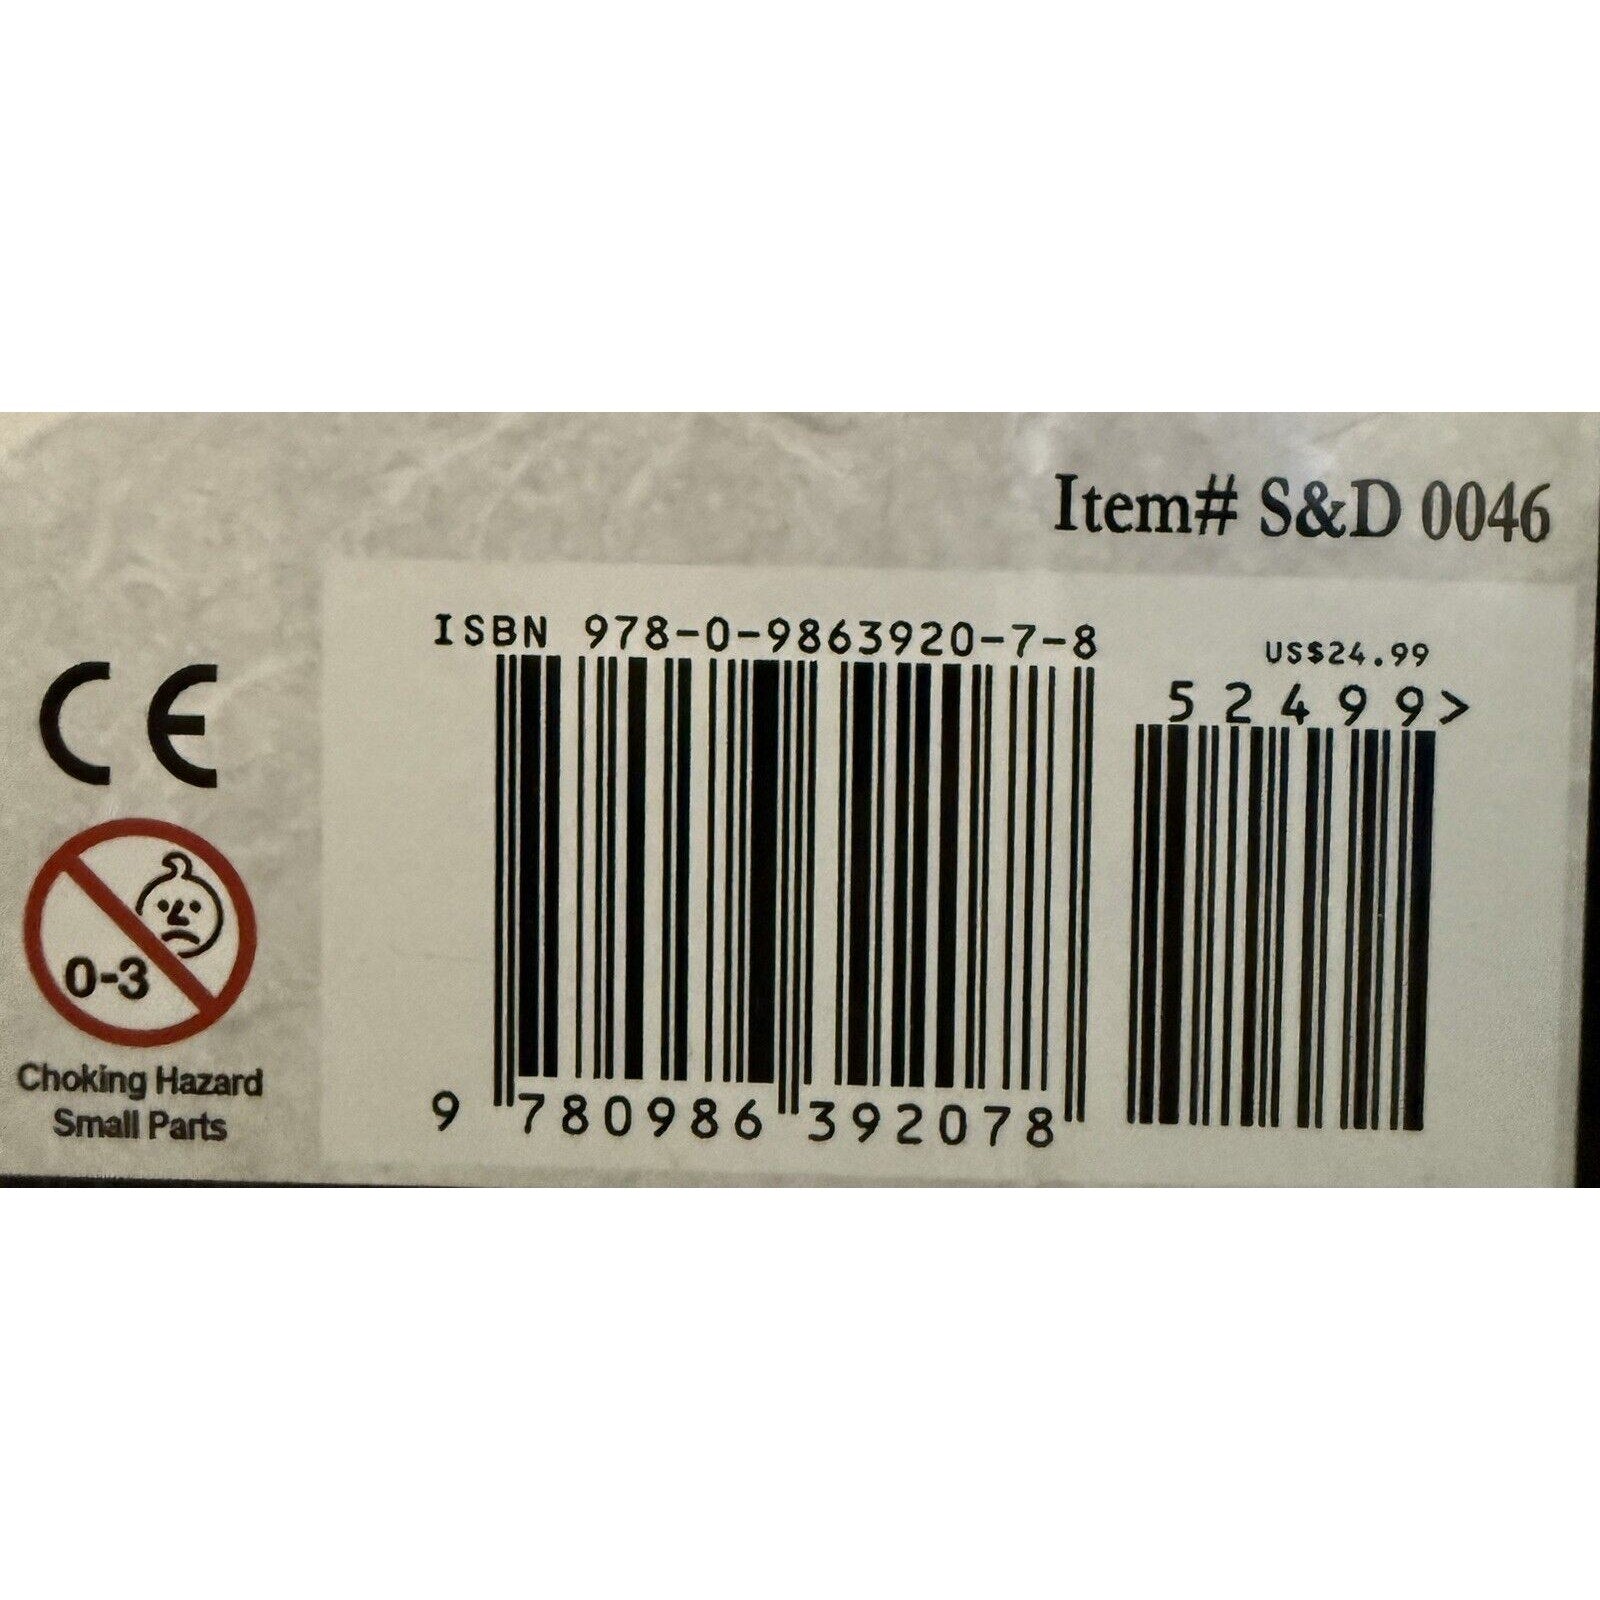 Item# S&D 0046
ISBN 978-0-9863920-7-8
US$24.99
52499>
CE
0-3
9 780986 392078
Choking Hazard
Small Parts